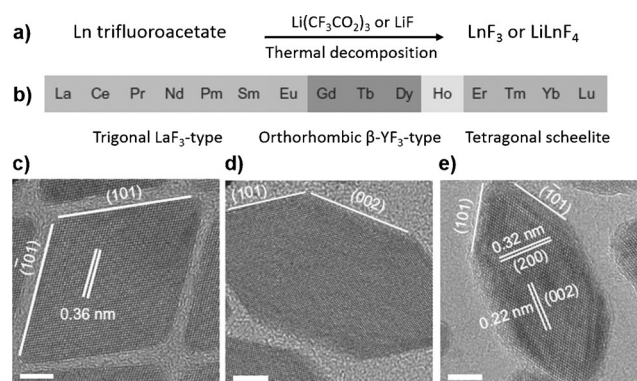 a) Ln trifluoroacetate Li(CF₃CO₂)₃ or LiF LnF₃ or LiLnF₄
Thermal decomposition
b) La Ce Pr Nd Pm Sm Eu Gd Tb Dy Ho Er Tm Yb Lu
Trigonal LaF₃-type Orthorhombic β-YF₃-type Tetragonal scheelite
c) d) e)
(101) (101) (002) (101) (101)
(101)
0.36 nm
0.32 nm
(200)
(002)
0.22 nm